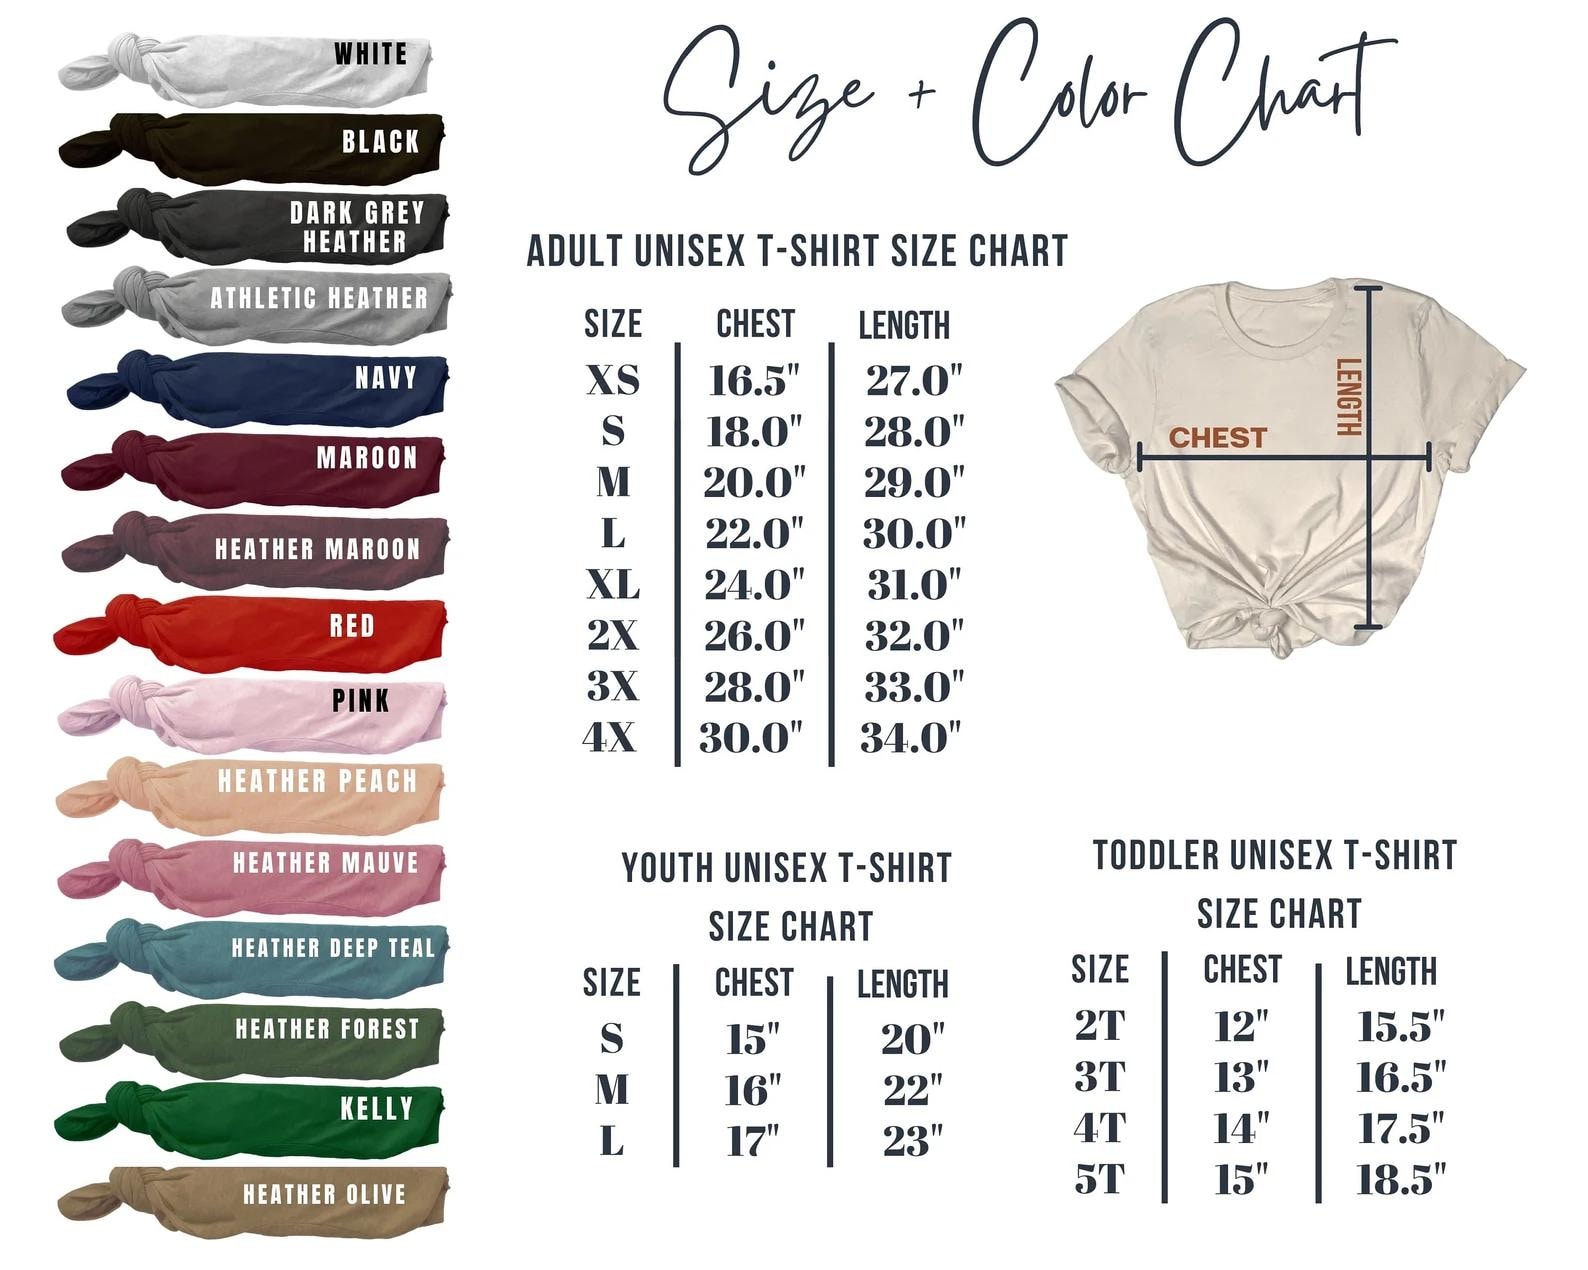 Size + Color Chart
WHITE
BLACK
DARK GREY
HEATHER
ATHLETIC HEATHER
NAVY
MAROON
HEATHER MAROON
RED
PINK
HEATHER PEACH
HEATHER MAUVE
HEATHER DEEP TEAL
HEATHER FOREST
KELLY
HEATHER OLIVE
ADULT UNISEX T-SHIRT SIZE CHART
SIZE CHEST LENGTH
XS 16.5" 27.0"
S 18.0" 28.0"
M 20.0" 29.0"
L 22.0" 30.0"
XL 24.0" 31.0"
2X 26.0" 32.0"
3X 28.0" 33.0"
4X 30.0" 34.0"
CHEST
LENGTH
YOUTH UNISEX T-SHIRT
SIZE CHART
SIZE CHEST LENGTH
S 15" 20"
M 16" 22"
L 17" 23"
TODDLER UNISEX T-SHIRT
SIZE CHART
SIZE CHEST LENGTH
2T 12" 15.5"
3T 13" 16.5"
4T 14" 17.5"
5T 15" 18.5"